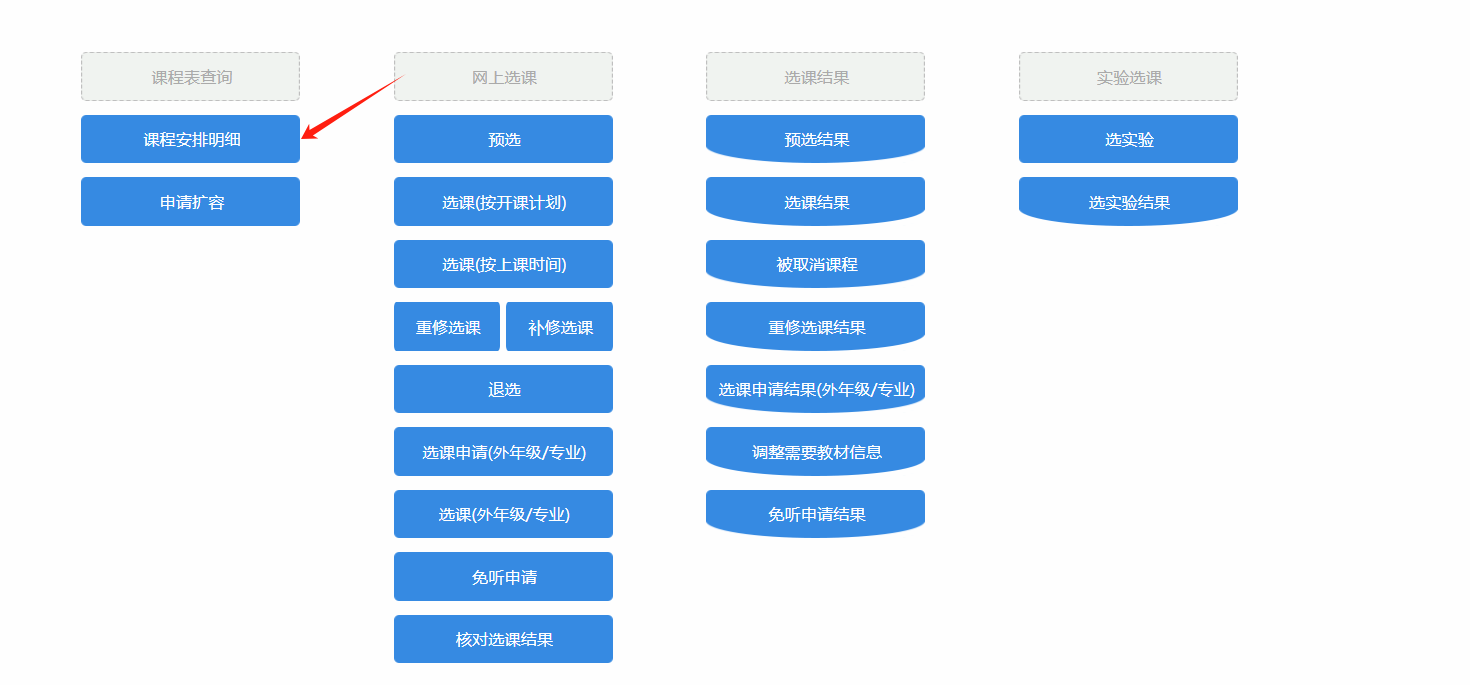 课程表查询
课程安排明细
申请扩容
网上选课
预选
选课(按开课计划)
选课(按上课时间)
重修选课
补修选课
退选
选课申请(外年级/专业)
选课(外年级/专业)
免听申请
核对选课结果
选课结果
预选结果
选课结果
被取消课程
重修选课结果
选课申请结果(外年级/专业)
调整需要教材信息
免听申请结果
实验选课
选实验
选实验结果